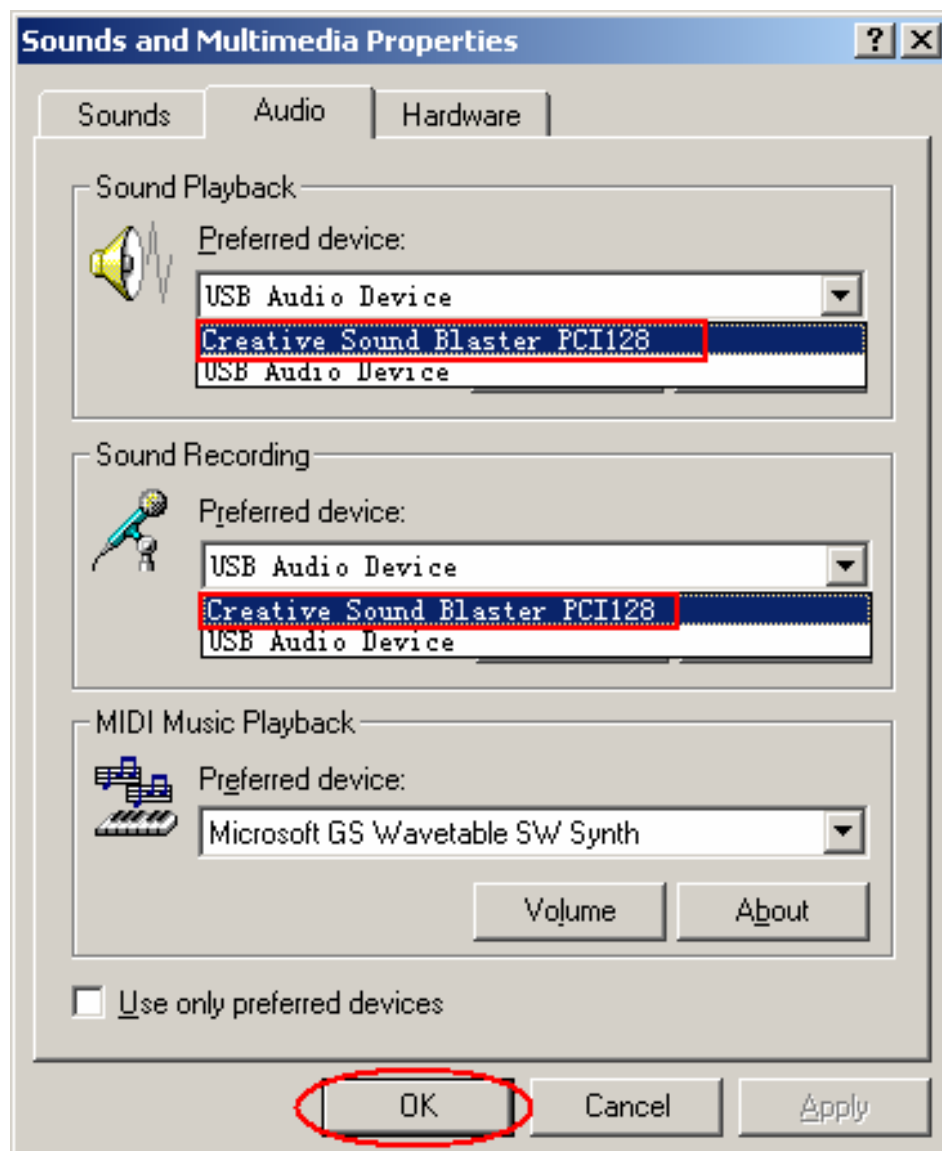 Sounds and Multimedia Properties
Sounds Audio Hardware
Sound Playback
Preferred device:
USB Audio Device
Creative Sound Blaster PCI128
USB Audio Device
Sound Recording
Preferred device:
USB Audio Device
Creative Sound Blaster PCI128
USB Audio Device
MIDI Music Playback
Preferred device:
Microsoft GS Wavetable SW Synth
Volume About
Use only preferred devices
OK Cancel Apply